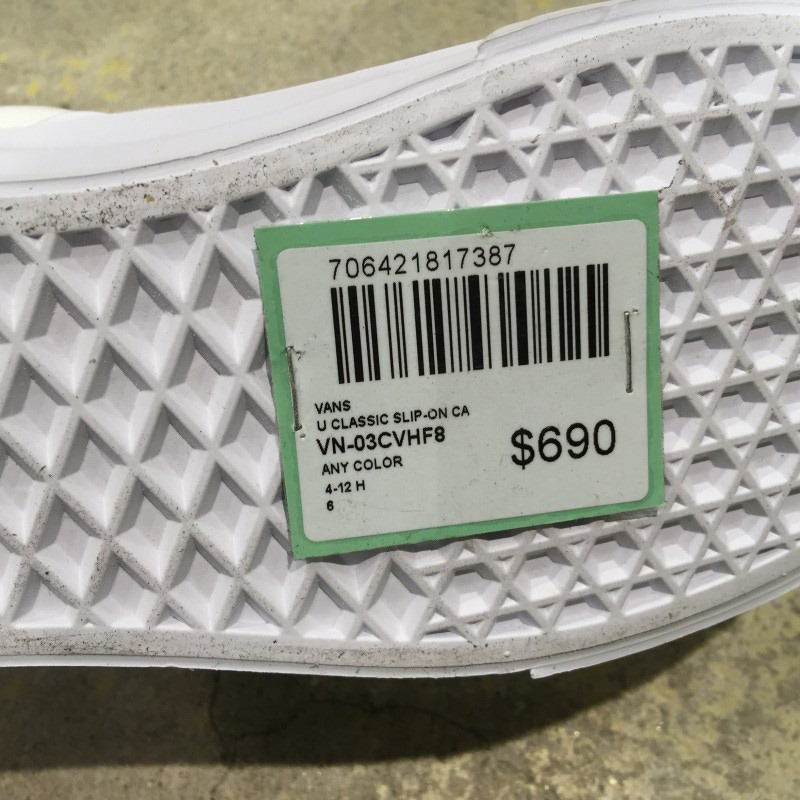 706421817387
VANS
U CLASSIC SLIP-ON CA
VN-03CVHF8
ANY COLOR
$690
4-12 H
6